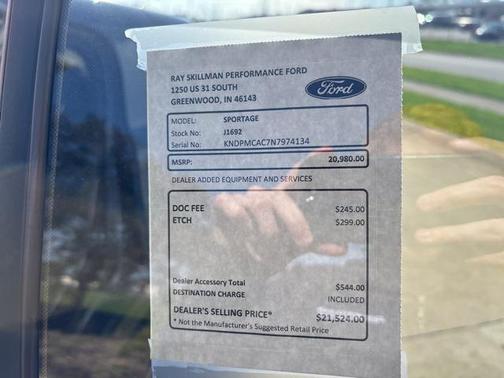 RAY SKILLMAN PERFORMANCE FORD
1250 US 31 SOUTH
GREENWOOD, IN 46143
Ford
MODEL: SPORTAGE
Stock No: J1692
Serial No: KNDPMCAC7N7974134
MSRP: 20,980.00
DEALER ADDED EQUIPMENT AND SERVICES
DOC FEE $245.00
ETCH $299.00
Dealer Accessory Total $544.00
DESTINATION CHARGE INCLUDED
DEALER'S SELLING PRICE* $21,524.00
* Not the Manufacturer's Suggested Retail Price